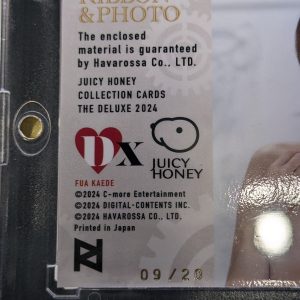 RIBBON
&PHOTO
The enclosed
material is guaranteed
by Havarossa Co., LTD.
JUICY HONEY
COLLECTION CARDS
THE DELUXE 2024
DX
JUICY
HONEY
FUA KAEDE
©2024 C-more Entertainment
©2024 DIGITAL-CONTENTS INC.
©2024 HAVAROSSA CO., LTD.
Printed in Japan
09/20